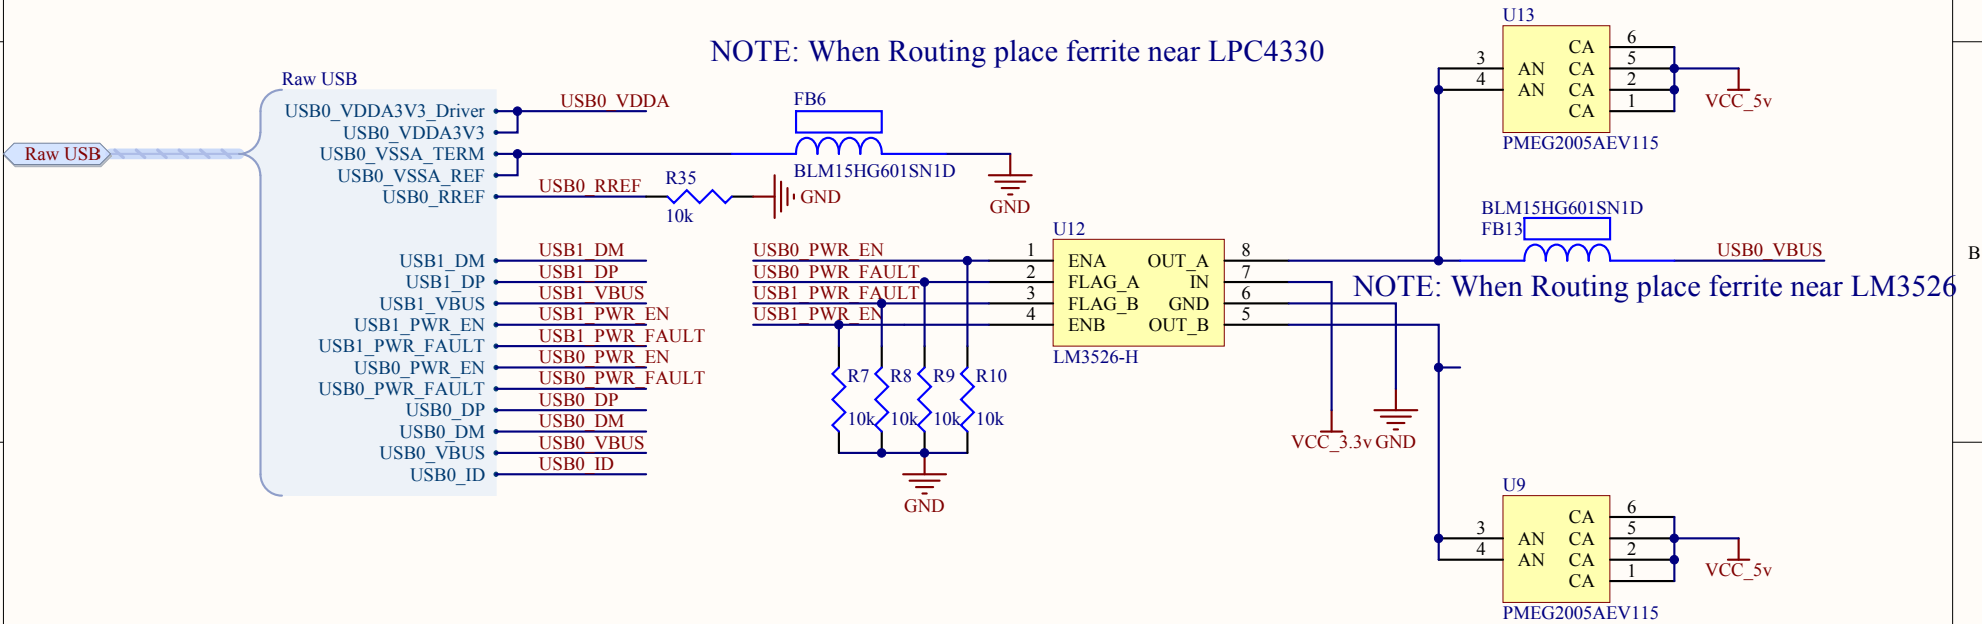 U13
NOTE: When Routing place ferrite near LPC4330
3 AN CA 6
4 AN CA 5
CA 2
CA 1
VCC_5v
PMEG2005AEV115
Raw USB
Raw USB
USB0_VDDA3V3_Driver USB0_VDDA
USB0_VDDA3V3
USB0_VSSA_TERM
USB0_VSSA_REF
USB0_RREF USB0_RREF
FB6
BLM15HG601SN1D
GND
R35
10k
GND
USB1_DM USB1_DM
USB1_DP USB1_DP
USB1_VBUS USB1_VBUS
USB1_PWR_EN USB1_PWR_EN
USB1_PWR_FAULT USB1_PWR_FAULT
USB0_PWR_EN USB0_PWR_EN
USB0_PWR_FAULT USB0_PWR_FAULT
USB0_DP USB0_DP
USB0_DM USB0_DM
USB0_VBUS USB0_VBUS
USB0_ID USB0_ID
U12
USB0_PWR_EN 1 ENA OUT_A 8
USB0_PWR_FAULT 2 FLAG_A IN 7
USB1_PWR_FAULT 3 FLAG_B GND 6
USB1_PWR_EN 4 ENB OUT_B 5
LM3526-H
R7 R8 R9 R10
10k 10k 10k 10k
GND
VCC_3.3v GND
BLM15HG601SN1D
FB13
USB0_VBUS
NOTE: When Routing place ferrite near LM3526
B
U9
3 AN CA 6
4 AN CA 5
CA 2
CA 1
VCC_5v
PMEG2005AEV115